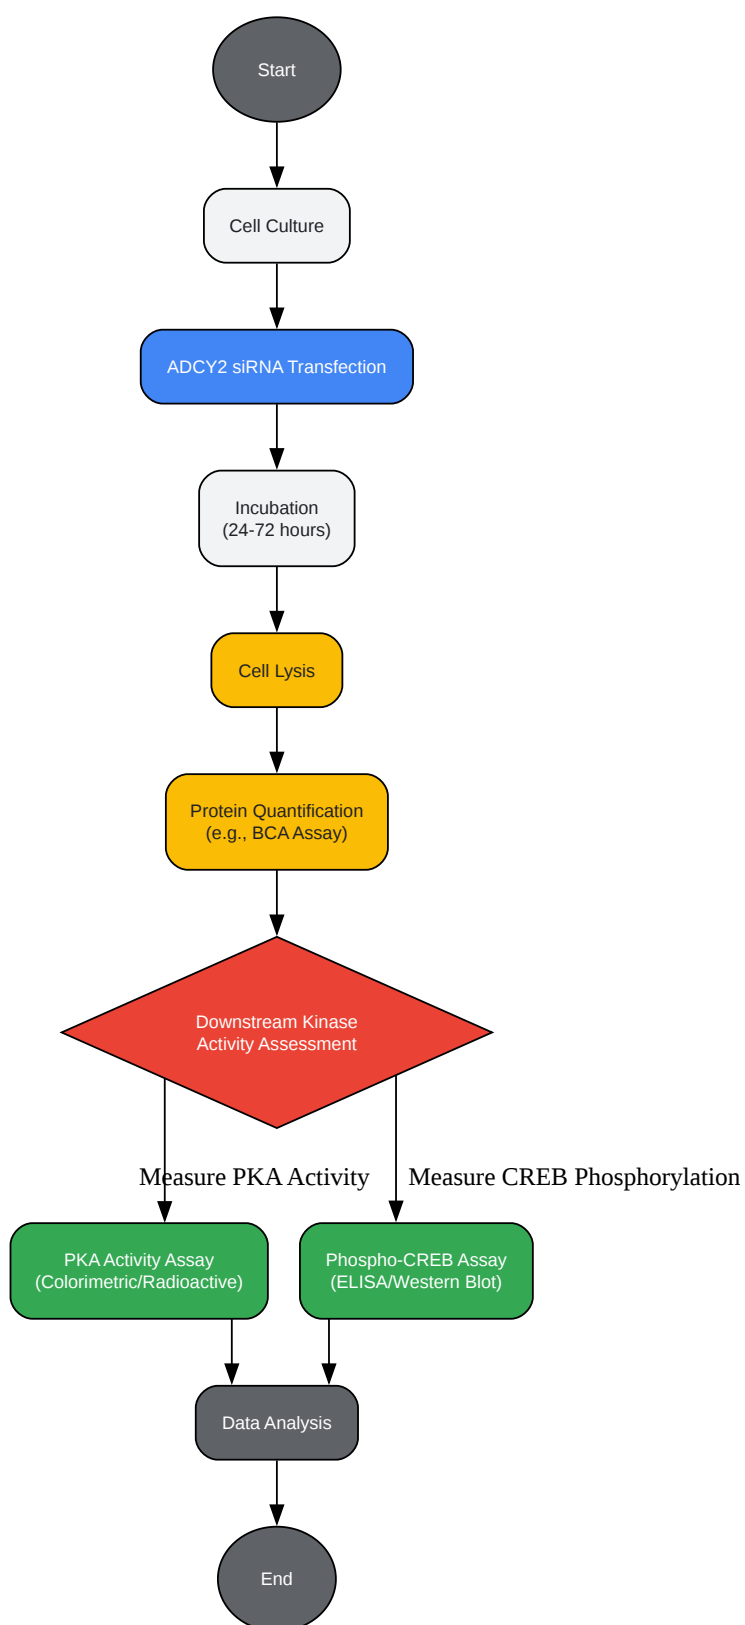 Start
Cell Culture
ADCY2 siRNA Transfection
Incubation
(24-72 hours)
Cell Lysis
Protein Quantification
(e.g., BCA Assay)
Downstream Kinase
Activity Assessment
Measure PKA Activity
Measure CREB Phosphorylation
PKA Activity Assay
(Colorimetric/Radioactive)
Phospho-CREB Assay
(ELISA/Western Blot)
Data Analysis
End